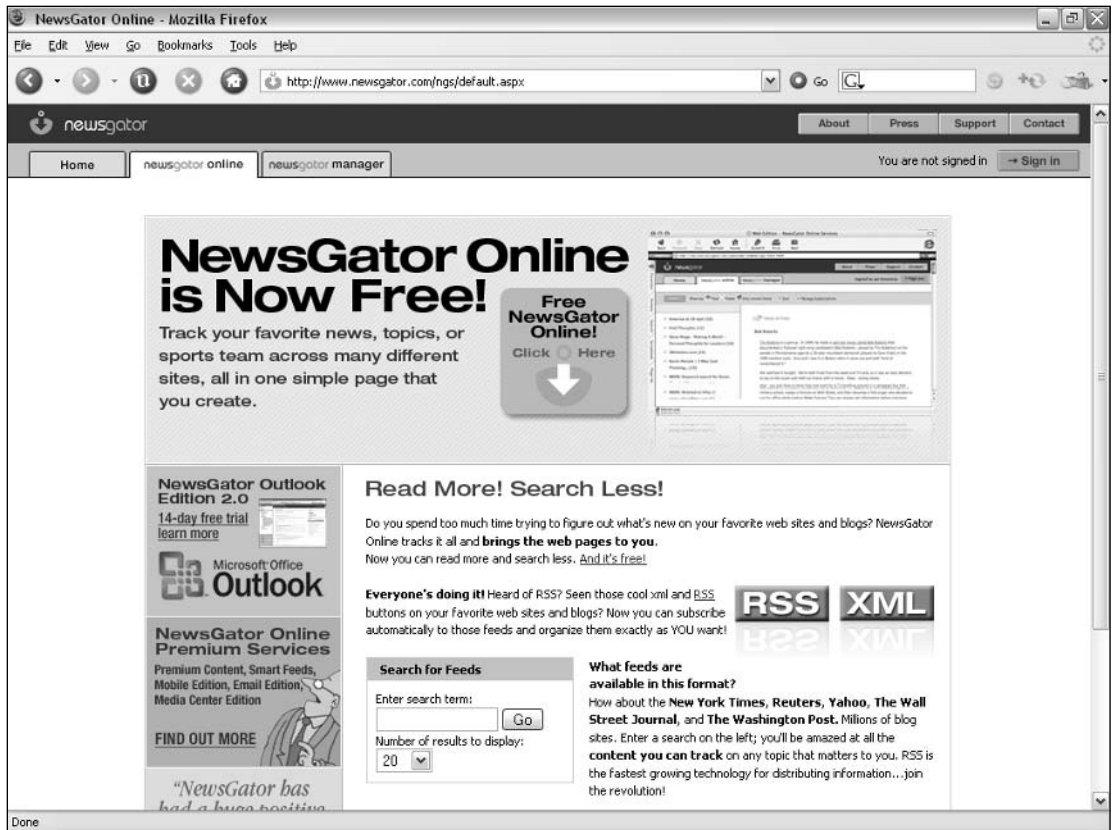 NewsGator Online - Mozilla Firefox
File Edit View Go Bookmarks Tools Help
http://www.newsgator.com/ngs/default.aspx Go G
newsgator About Press Support Contact
Home newsgator online newsgator manager You are not signed in → Sign in
NewsGator Online
is Now Free!
Track your favorite news, topics, or
sports team across many different
sites, all in one simple page that
you create.
Free
NewsGator
Online!
Click Here
NewsGator Outlook
Edition 2.0
14-day free trial
learn more
Microsoft Office
Outlook
NewsGator Online
Premium Services
Premium Content, Smart Feeds,
Mobile Edition, Email Edition,
Media Center Edition
FIND OUT MORE
"NewsGator has
had a huge positive
Read More! Search Less!
Do you spend too much time trying to figure out what's new on your favorite web sites and blogs? NewsGator
Online tracks it all and brings the web pages to you.
Now you can read more and search less. And it's free!
Everyone's doing it! Heard of RSS? Seen those cool xml and RSS
buttons on your favorite web sites and blogs? Now you can subscribe
automatically to those feeds and organize them exactly as YOU want!
RSS XML
Search for Feeds
Enter search term:
Go
Number of results to display:
20
What feeds are
available in this format?
How about the New York Times, Reuters, Yahoo, The Wall
Street Journal, and The Washington Post. Millions of blog
sites. Enter a search on the left; you'll be amazed at all the
content you can track on any topic that matters to you. RSS is
the fastest growing technology for distributing information...join
the revolution!
Done